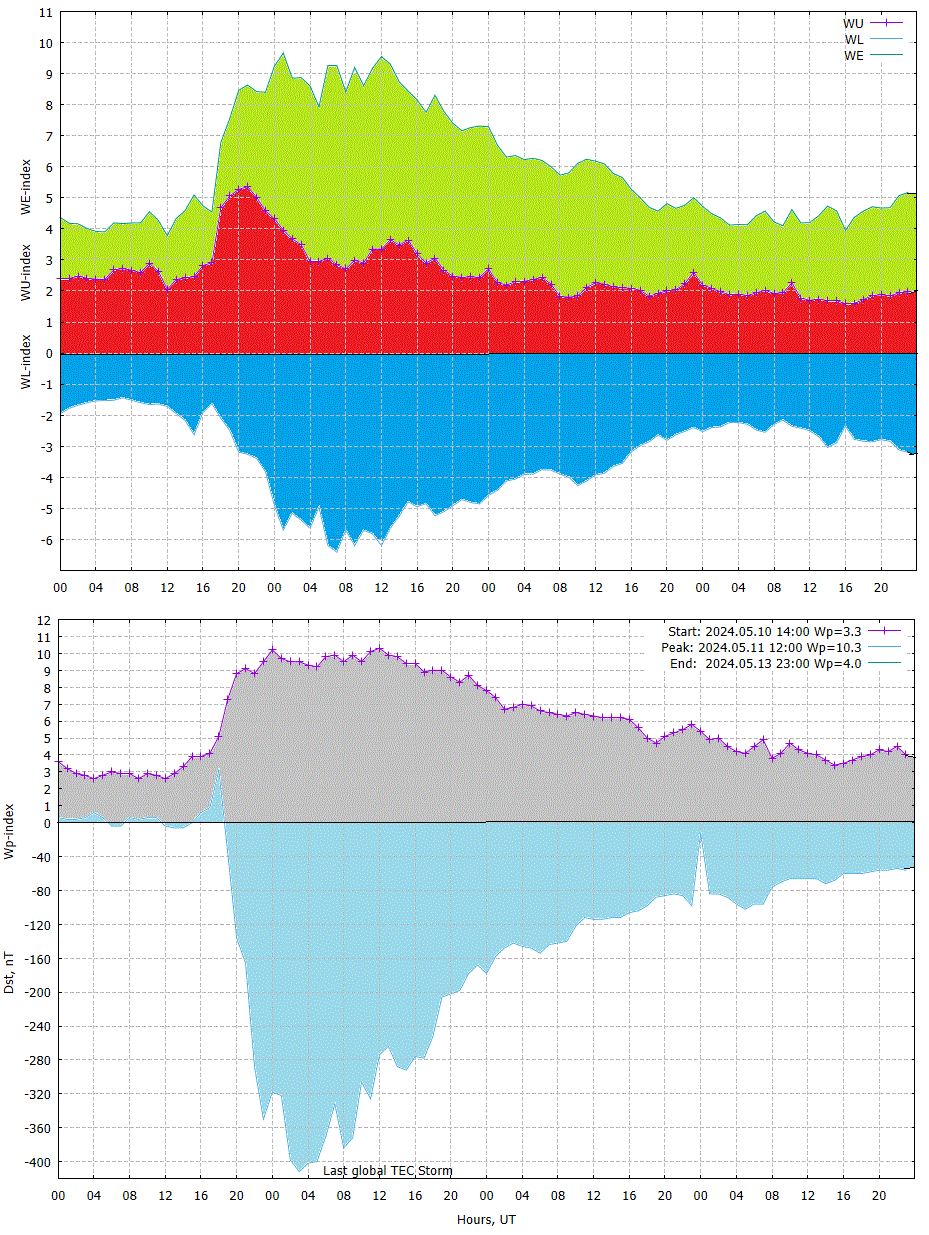 11
10
9
8
7
6
5
4
3
2
1
0
-1
-2
-3
-4
-5
-6
WE-index
WU-index
WL-index
WU
WL
WE
00 04 08 12 16 20 00 04 08 12 16 20 00 04 08 12 16 20 00 04 08 12 16 20
12
11
10
9
8
7
6
5
4
3
2
1
0
-40
-80
-120
-160
-200
-240
-280
-320
-360
-400
Wp-index
Dst, nT
Start: 2024.05.10 14:00 Wp=3.3
Peak: 2024.05.11 12:00 Wp=10.3
End: 2024.05.13 23:00 Wp=4.0
Last global TEC Storm
00 04 08 12 16 20 00 04 08 12 16 20 00 04 08 12 16 20 00 04 08 12 16 20
Hours, UT